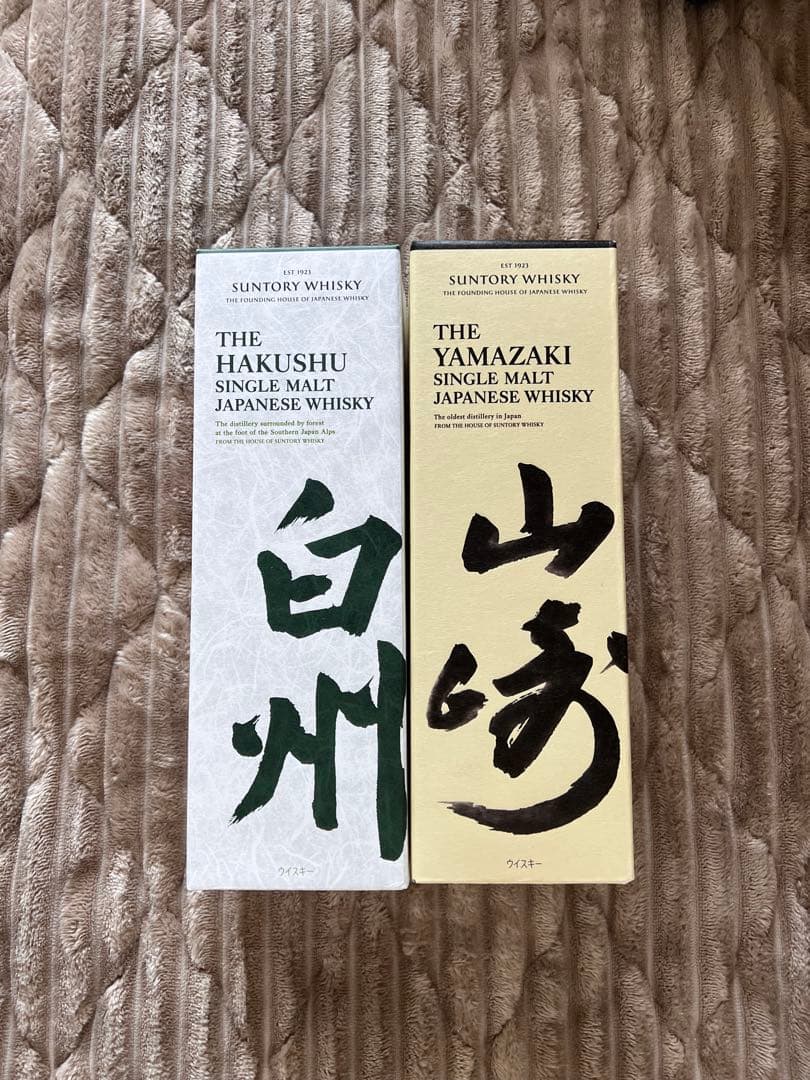 EST 1923
SUNTORY WHISKY
THE FOUNDING HOUSE OF JAPANESE WHISKY
THE
HAKUSHU
SINGLE MALT
JAPANESE WHISKY
The distillery surrounded by forest
at the foot of the Southern Japan Alps
FROM THE HOUSE OF SUNTORY WHISKY
白
州
ウイスキー
EST 1923
SUNTORY WHISKY
THE FOUNDING HOUSE OF JAPANESE WHISKY
THE
YAMAZAKI
SINGLE MALT
JAPANESE WHISKY
The oldest distillery in Japan
FROM THE HOUSE OF SUNTORY WHISKY
山
崎
ウイスキー